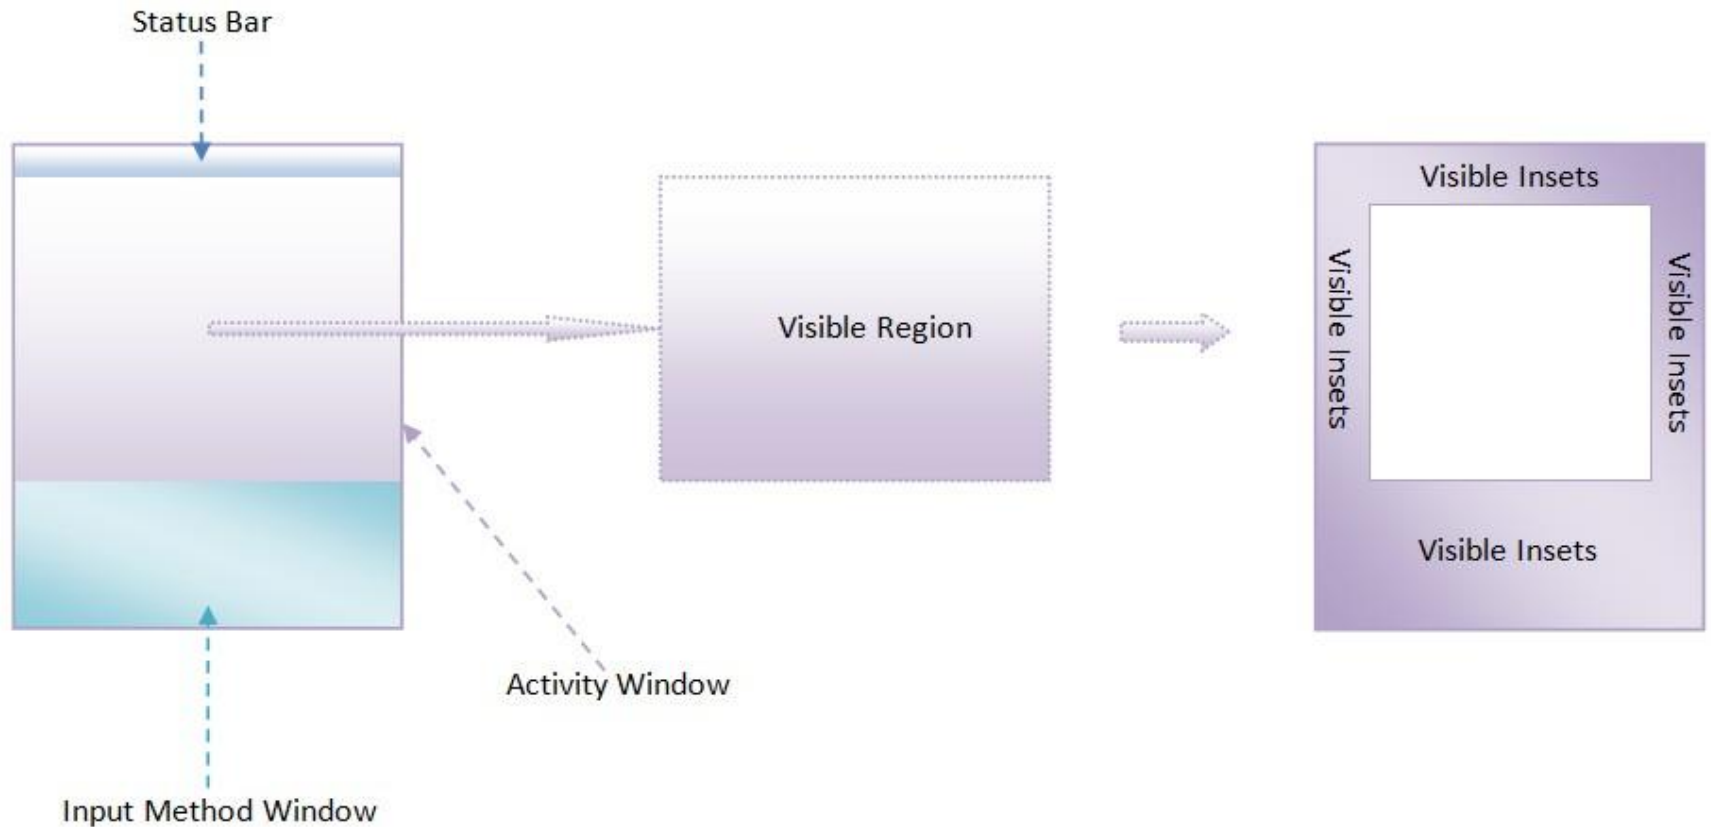 Status Bar
Visible Insets
Visible Insets
Visible Region
Visible Insets
Visible Insets
Activity Window
Input Method Window